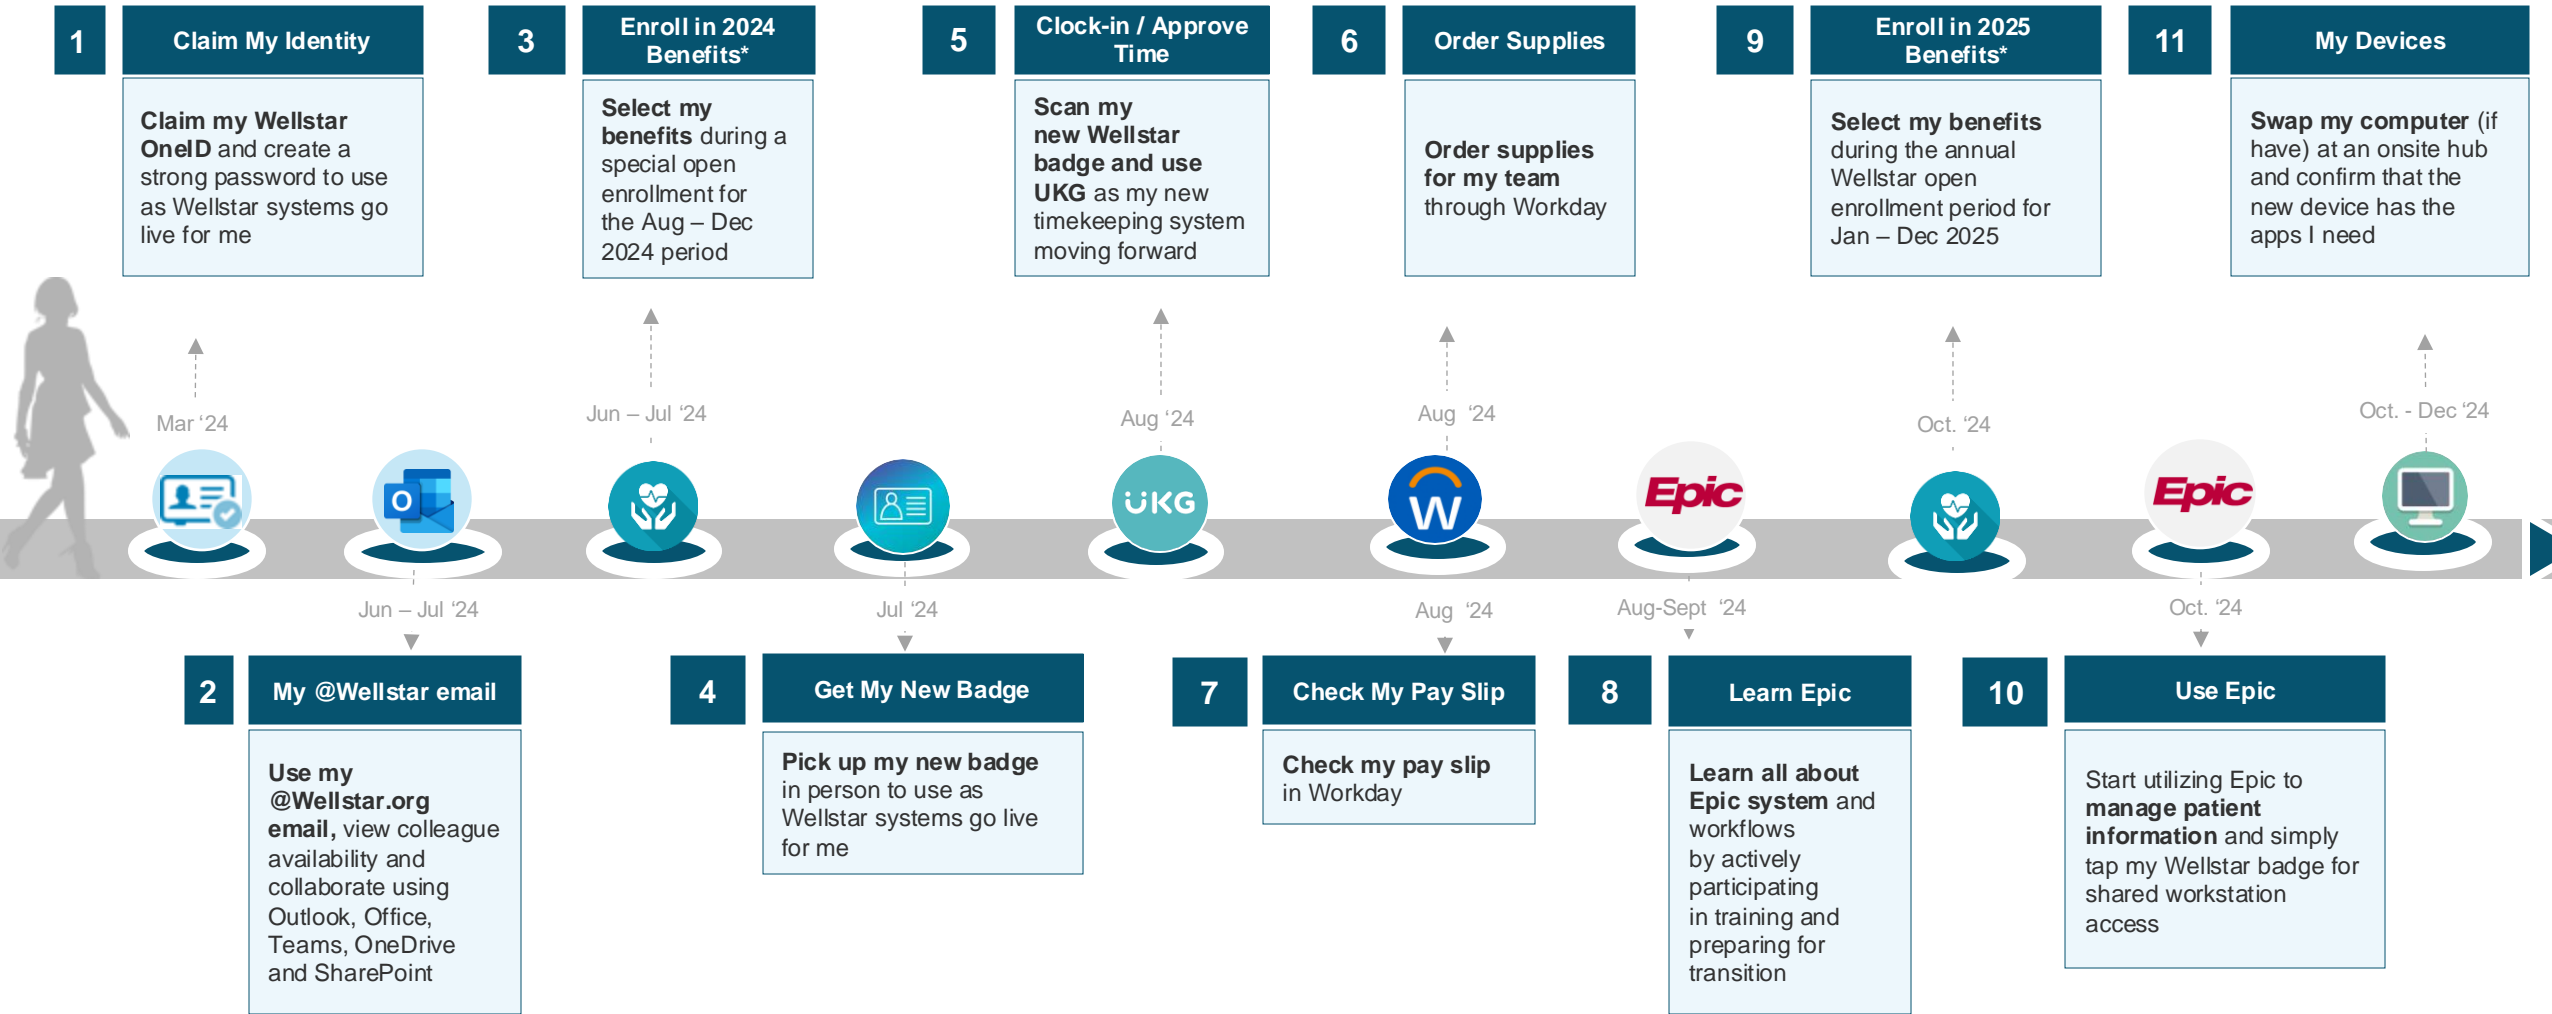 1
Claim My Identity
Claim my Wellstar
OneID and create a
strong password to use
as Wellstar systems go
live for me
Mar ‘24
2
My @Wellstar email
Jun – Jul ‘24
Use my
@Wellstar.org
email, view colleague
availability and
collaborate using
Outlook, Office,
Teams, OneDrive
and SharePoint
3
Enroll in 2024
Benefits*
Select my
benefits during a
special open
enrollment for
the Aug – Dec
2024 period
Jun – Jul ‘24
4
Get My New Badge
Jul ‘24
Pick up my new badge
in person to use as
Wellstar systems go live
for me
5
Clock-in / Approve
Time
Scan my
new Wellstar
badge and use
UKG as my new
timekeeping system
moving forward
Aug ‘24
UKG
6
Order Supplies
Order supplies
for my team
through Workday
Aug ‘24
W
7
Check My Pay Slip
Aug ‘24
Check my pay slip
in Workday
8
Learn Epic
Epic
Aug-Sept ‘24
Learn all about
Epic system and
workflows
by actively
participating
in training and
preparing for
transition
9
Enroll in 2025
Benefits*
Select my benefits
during the annual
Wellstar open
enrollment period for
Jan – Dec 2025
Oct. ‘24
10
Use Epic
Epic
Oct. ‘24
Start utilizing Epic to
manage patient
information and simply
tap my Wellstar badge for
shared workstation
access
11
My Devices
Swap my computer (if
have) at an onsite hub
and confirm that the
new device has the
apps I need
Oct. - Dec ‘24
O